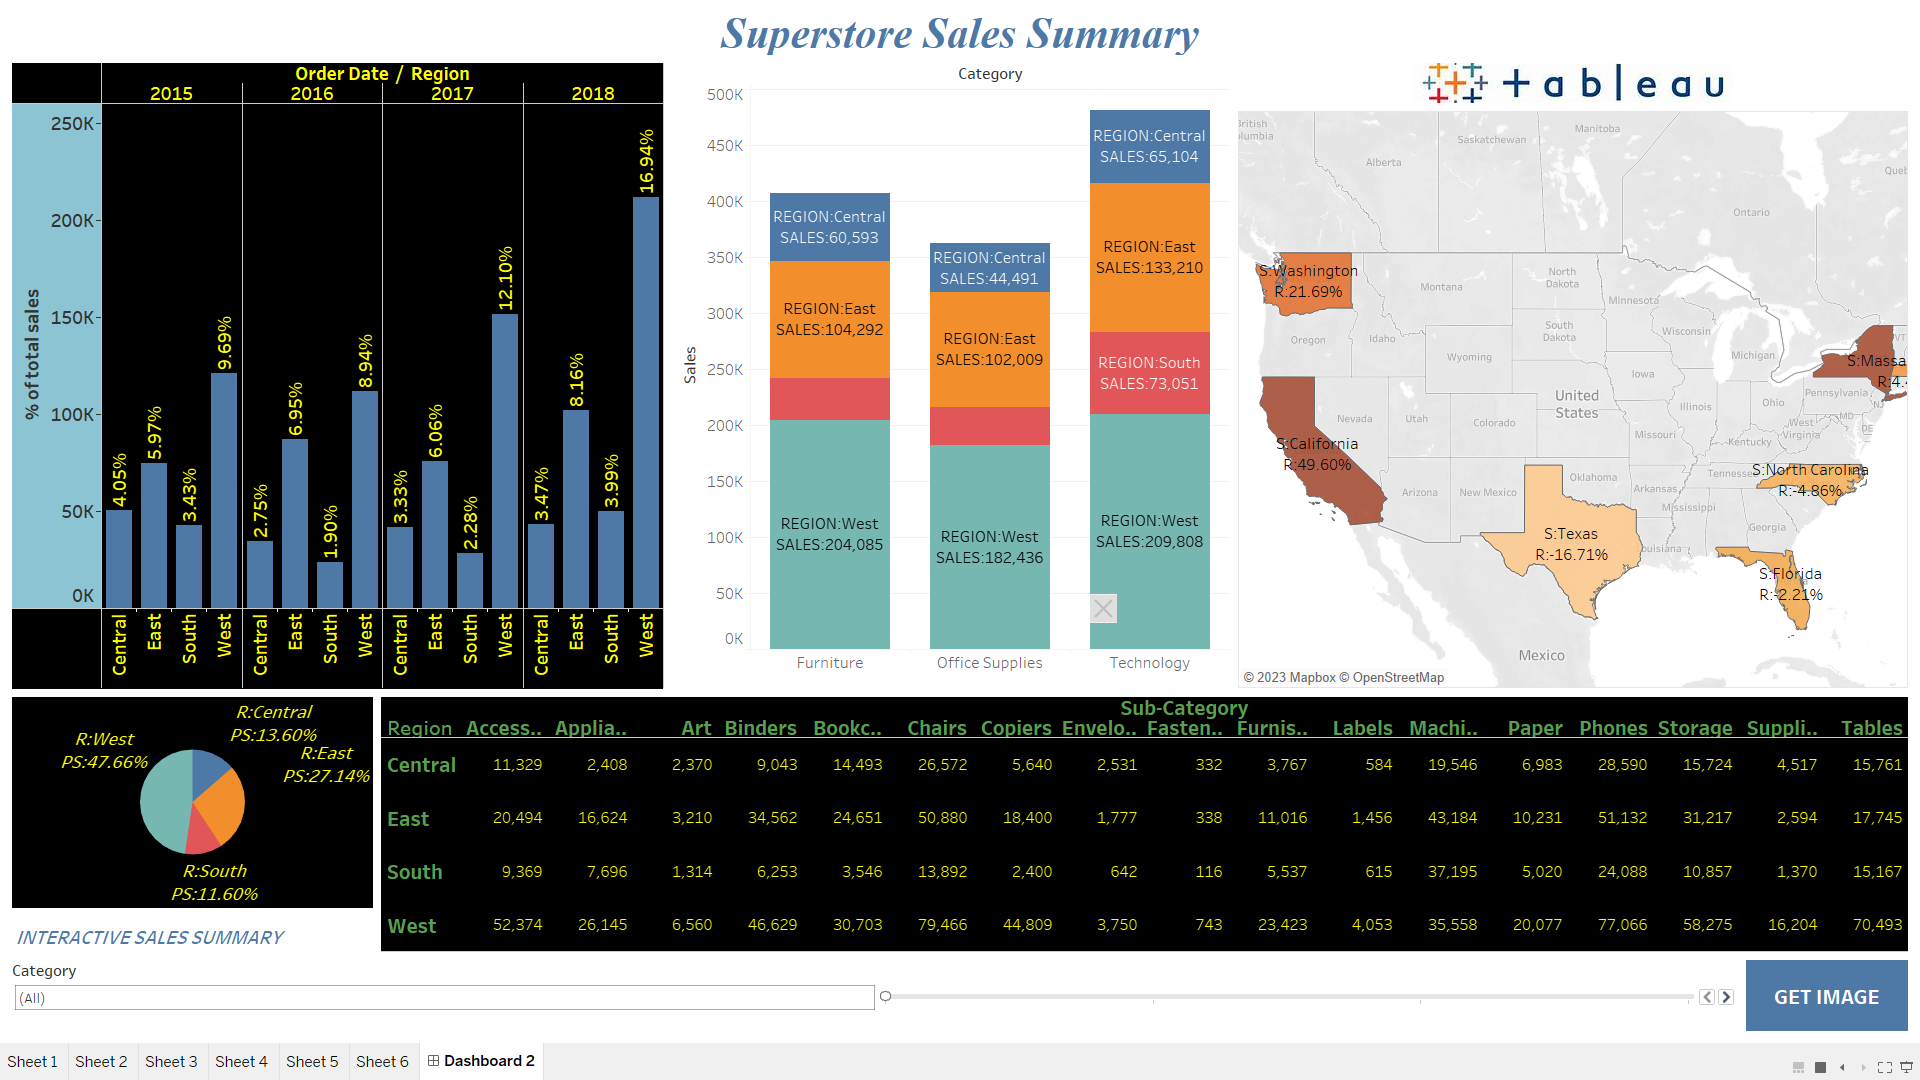 Superstore Sales Summary
Order Date / Region
2015 2016 2017 2018
250K
200K
150K
100K
50K
0K
% of total sales
4.05% 5.97% 3.43% 9.69% 2.75% 6.95% 1.90% 8.94% 3.33% 6.06% 2.28% 12.10% 3.47% 8.16% 3.99% 16.94%
Central East South West Central East South West Central East South West Central East South West
Category
500K
450K
400K
350K
300K
250K
200K
150K
100K
50K
0K
Sales
REGION:Central
SALES:60,593
REGION:East
SALES:104,292
REGION:West
SALES:204,085
REGION:Central
SALES:44,491
REGION:East
SALES:102,009
REGION:West
SALES:182,436
REGION:Central
SALES:65,104
REGION:East
SALES:133,210
REGION:South
SALES:73,051
REGION:West
SALES:209,808
Furniture Office Supplies Technology
+ableau
Manitoba
Saskatchewan
Alberta
Ontario
S:Washington
R:21.69%
Montana
North
Dakota
Minnesota
Oregon
Idaho
South
Dakota
Wisconsin
Michigan
VT
S:Massa
R:4.
Wyoming
Iowa
Pennsylvania
NJ
Nevada
Utah
Colorado
United
States
Illinois
Ohio
MD
DE
West
Virginia
S:California
R:49.60%
Missouri
Kentucky
S:North Carolina
R:-4.86%
Tennessee
Oklahoma
Arkansas
Arizona
New Mexico
Mississippi
Georgia
S:Texas
R:-16.71%
S:Florida
R:-2.21%
Mexico
© 2023 Mapbox © OpenStreetMap
R:Central
PS:13.60%
R:West
PS:47.66%
R:East
PS:27.14%
R:South
PS:11.60%
Sub-Category
Region Access.. Applia.. Art Binders Bookc.. Chairs Copiers Envelo.. Fasten.. Furnis.. Labels Machi.. Paper Phones Storage Suppli.. Tables
Central 11,329 2,408 2,370 9,043 14,493 26,572 5,640 2,531 332 3,767 584 19,546 6,983 28,590 15,724 4,517 15,761
East 20,494 16,624 3,210 34,562 24,651 50,880 18,400 1,777 338 11,016 1,456 43,184 10,231 51,132 31,217 2,594 17,745
South 9,369 7,696 1,314 6,253 3,546 13,892 2,400 642 116 5,537 615 37,195 5,020 24,088 10,857 1,370 15,167
West 52,374 26,145 6,560 46,629 30,703 79,466 44,809 3,750 743 23,423 4,053 35,558 20,077 77,066 58,275 16,204 70,493
INTERACTIVE SALES SUMMARY
Category
(All)
GET IMAGE
Sheet 1 Sheet 2 Sheet 3 Sheet 4 Sheet 5 Sheet 6 Dashboard 2